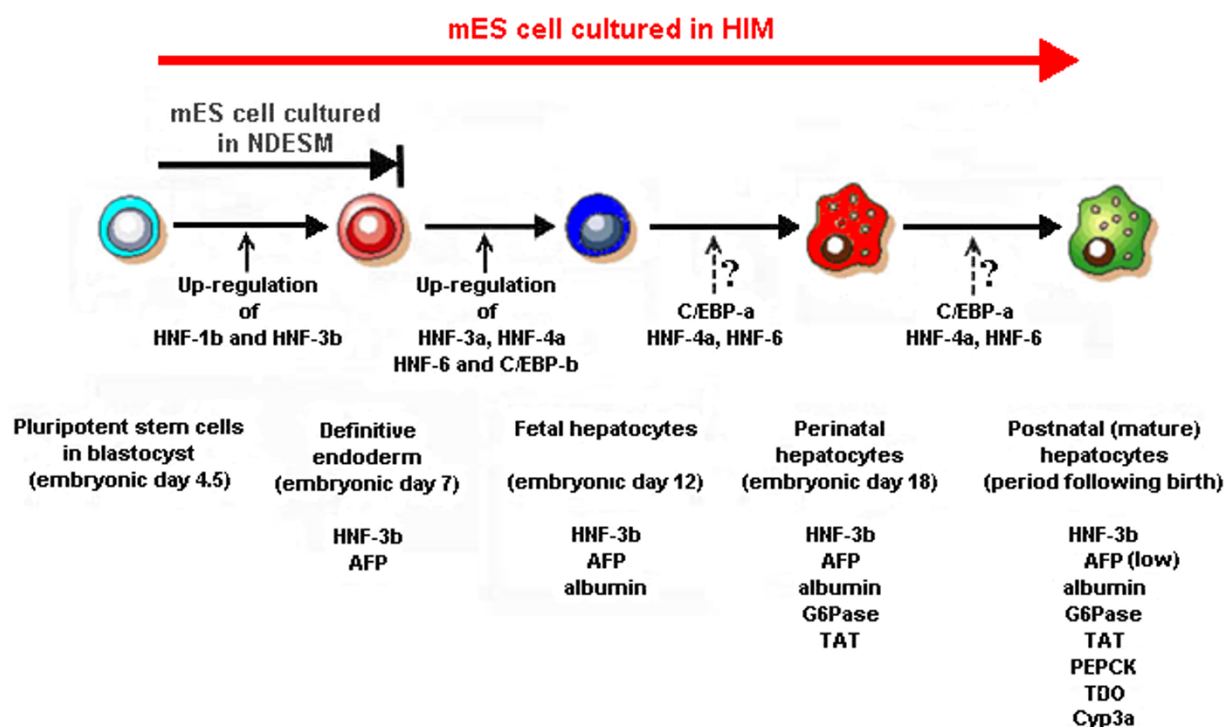 mES cell cultured in HIM
mES cell cultured
in NDESM
Up-regulation
of
HNF-1b and HNF-3b
Up-regulation
of
HNF-3a, HNF-4a
HNF-6 and C/EBP-b
?
C/EBP-a
HNF-4a, HNF-6
?
C/EBP-a
HNF-4a, HNF-6
Pluripotent stem cells
in blastocyst
(embryonic day 4.5)
Definitive
endoderm
(embryonic day 7)
HNF-3b
AFP
Fetal hepatocytes
(embryonic day 12)
HNF-3b
AFP
albumin
Perinatal
hepatocytes
(embryonic day 18)
HNF-3b
AFP
albumin
G6Pase
TAT
Postnatal (mature)
hepatocytes
(period following birth)
HNF-3b
AFP (low)
albumin
G6Pase
TAT
PEPCK
TDO
Cyp3a